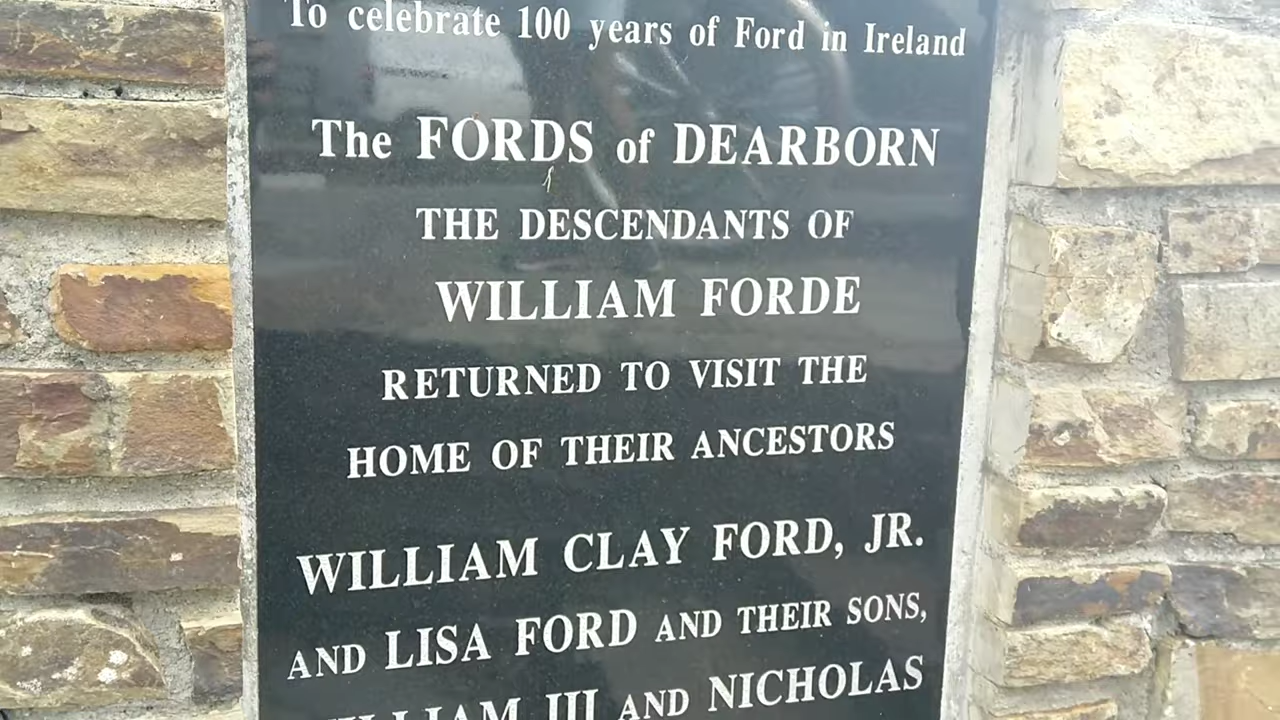 To celebrate 100 years of Ford in Ireland
The FORDS of DEARBORN
THE DESCENDANTS OF
WILLIAM FORDE
RETURNED TO VISIT THE
HOME OF THEIR ANCESTORS
WILLIAM CLAY FORD, JR.
AND LISA FORD AND THEIR SONS,
WILLIAM III AND NICHOLAS